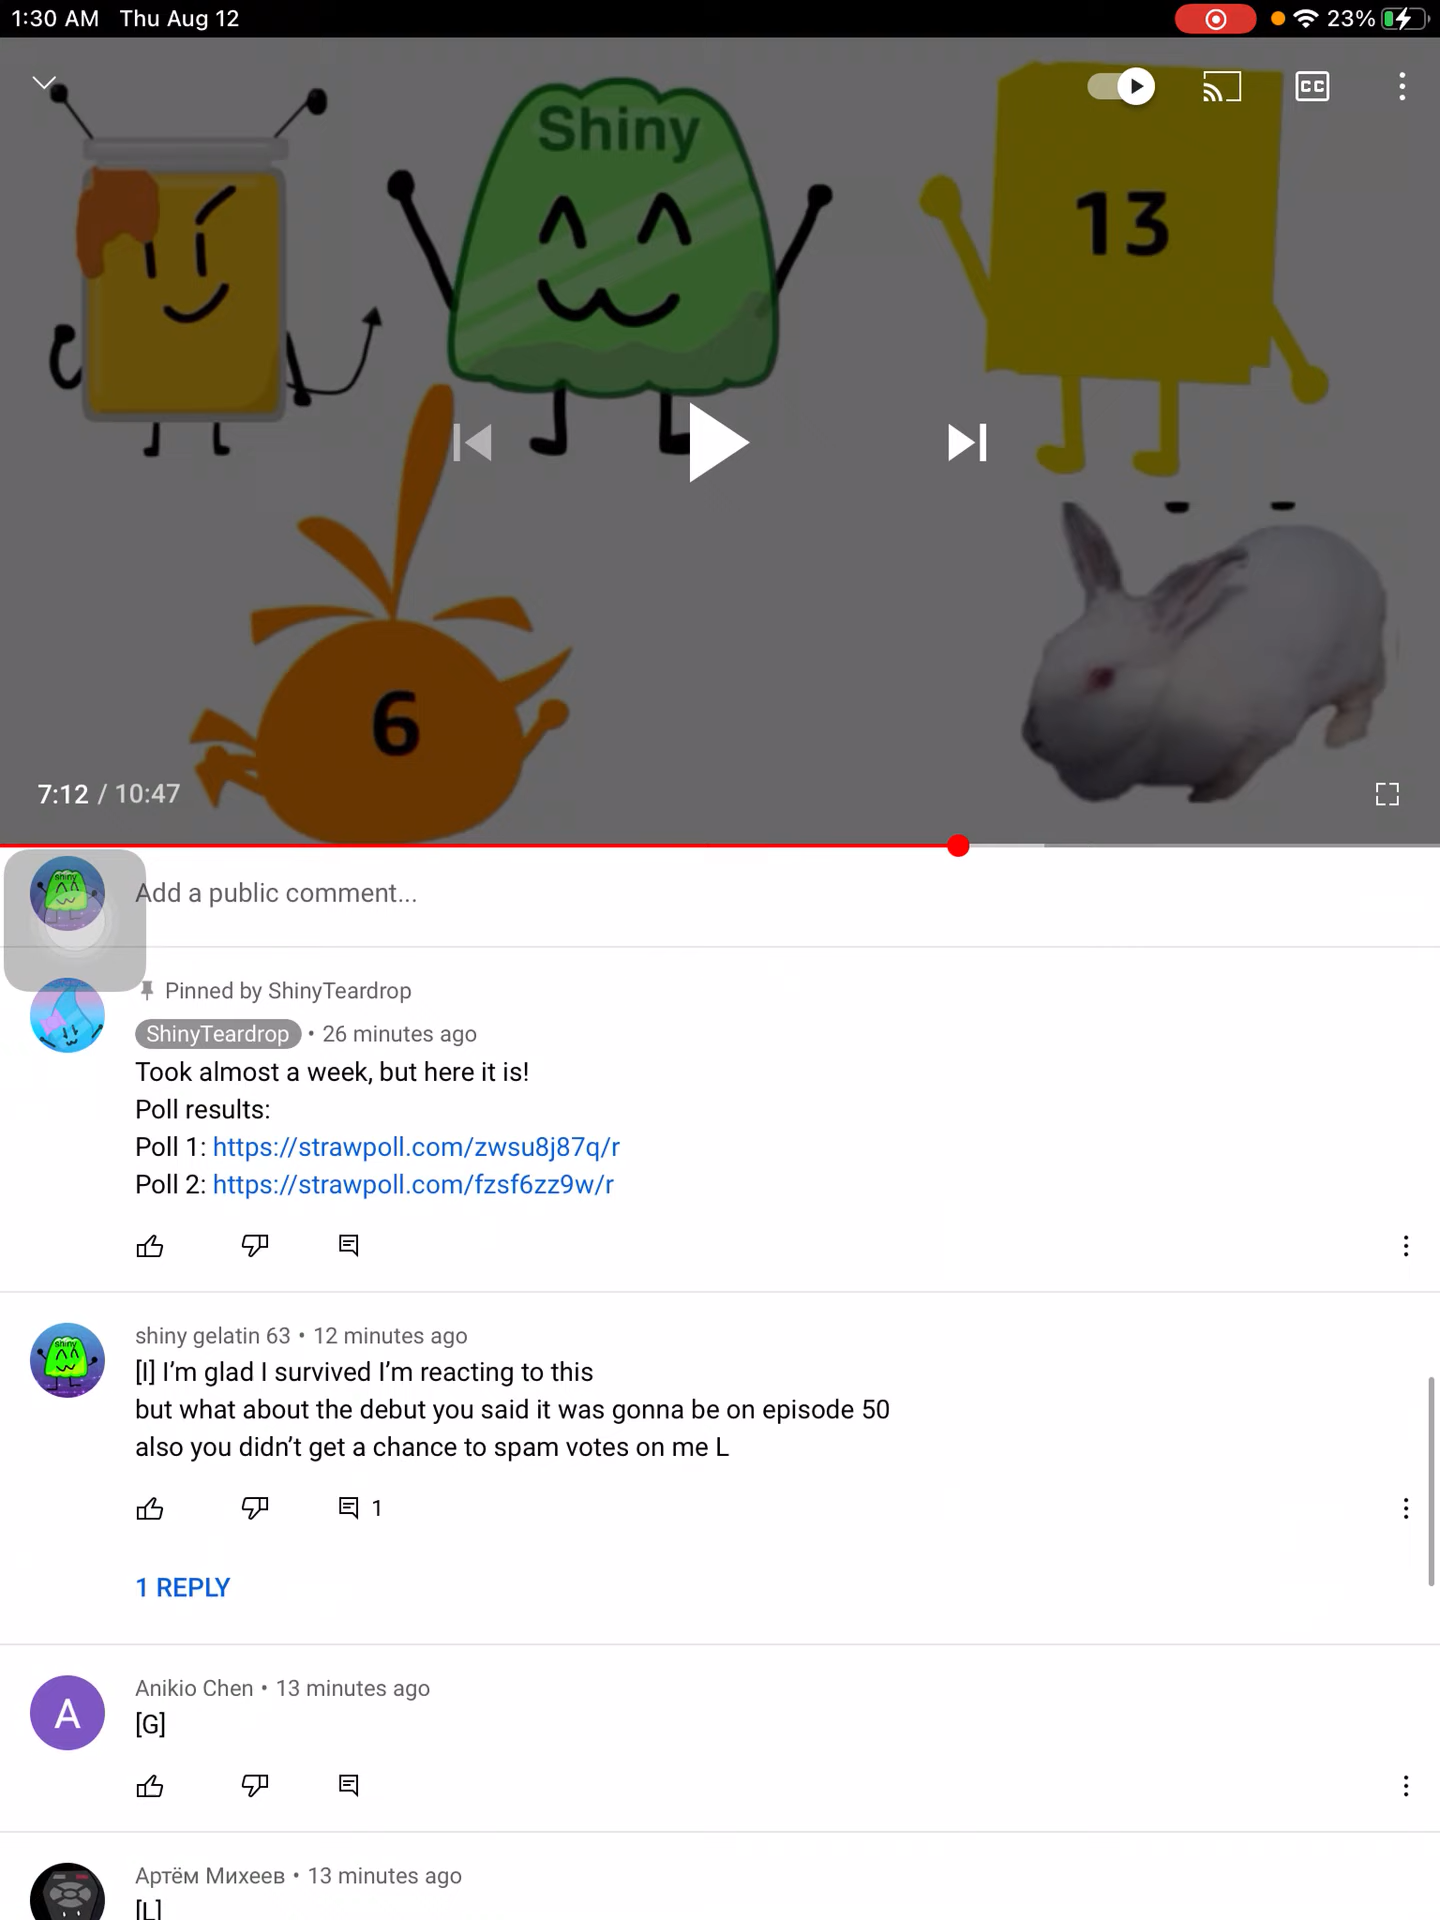 1:30 AM Thu Aug 12
23%
CC
Shiny
13
6
7:12 / 10:47
shiny
Add a public comment...
Pinned by ShinyTeardrop
ShinyTeardrop • 26 minutes ago
Took almost a week, but here it is!
Poll results:
Poll 1: https://strawpoll.com/zwsu8j87q/r
Poll 2: https://strawpoll.com/fzsf6zz9w/r
shiny
shiny gelatin 63 • 12 minutes ago
[I] I’m glad I survived I’m reacting to this
but what about the debut you said it was gonna be on episode 50
also you didn’t get a chance to spam votes on me L
1
1 REPLY
A
Anikio Chen • 13 minutes ago
[G]
Артём Михеев • 13 minutes ago
[L]